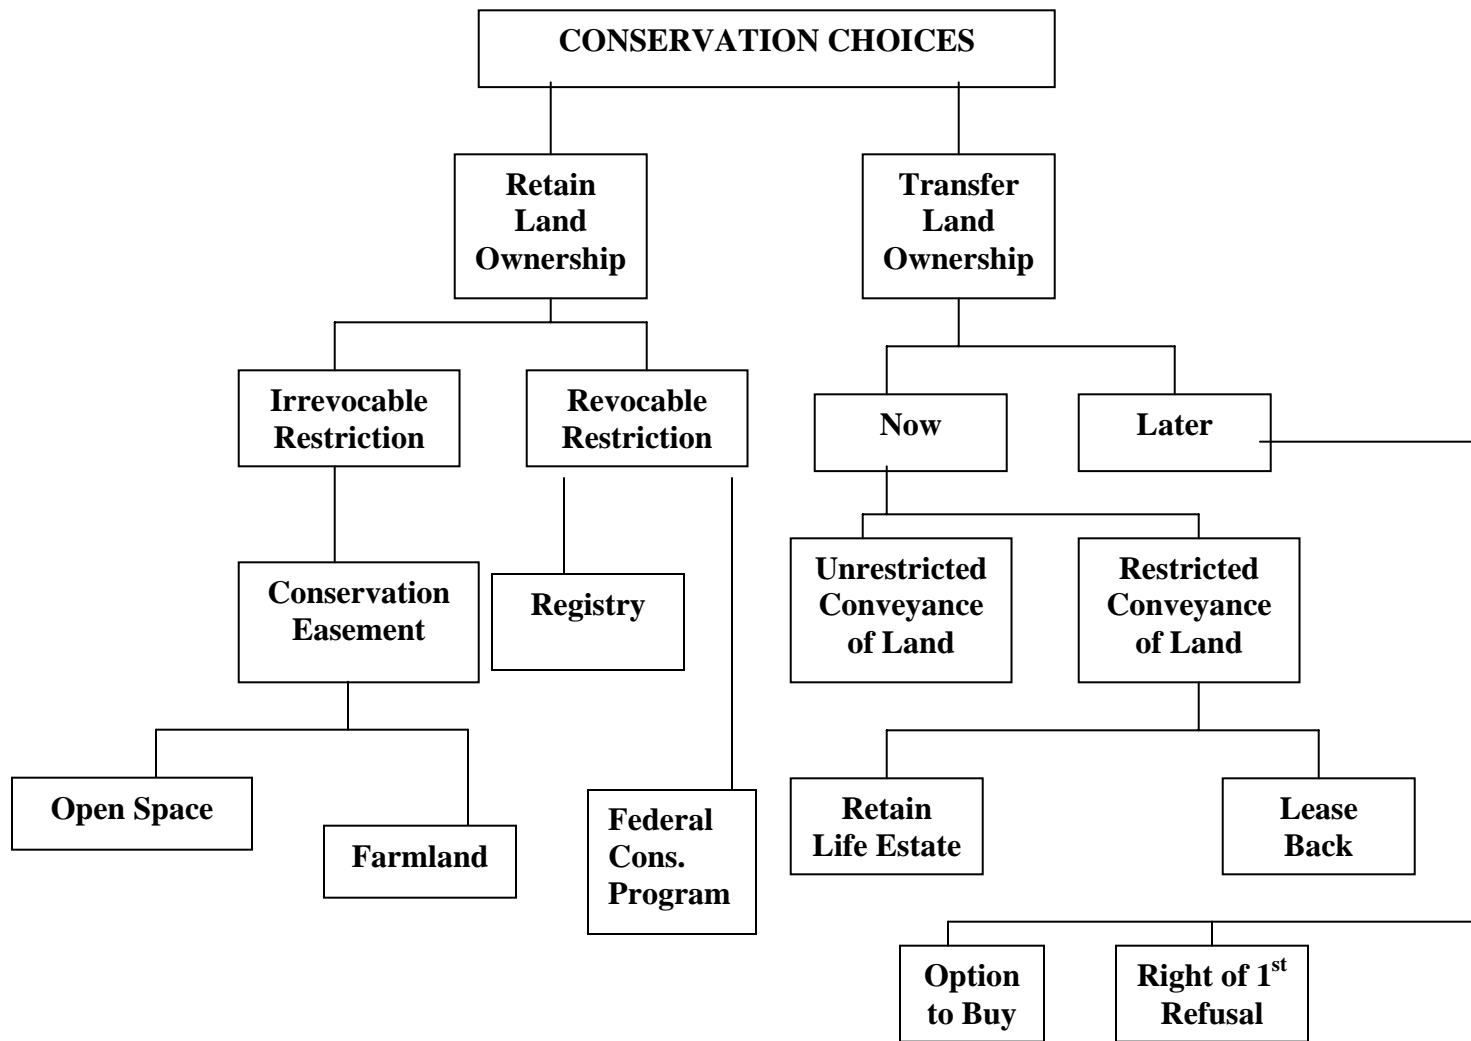 CONSERVATION CHOICES
Retain
Land
Ownership
Transfer
Land
Ownership
Irrevocable
Restriction
Revocable
Restriction
Now
Later
Conservation
Easement
Registry
Unrestricted
Conveyance
of Land
Restricted
Conveyance
of Land
Open Space
Farmland
Federal
Cons.
Program
Retain
Life Estate
Lease
Back
Option
to Buy
Right of 1st
Refusal